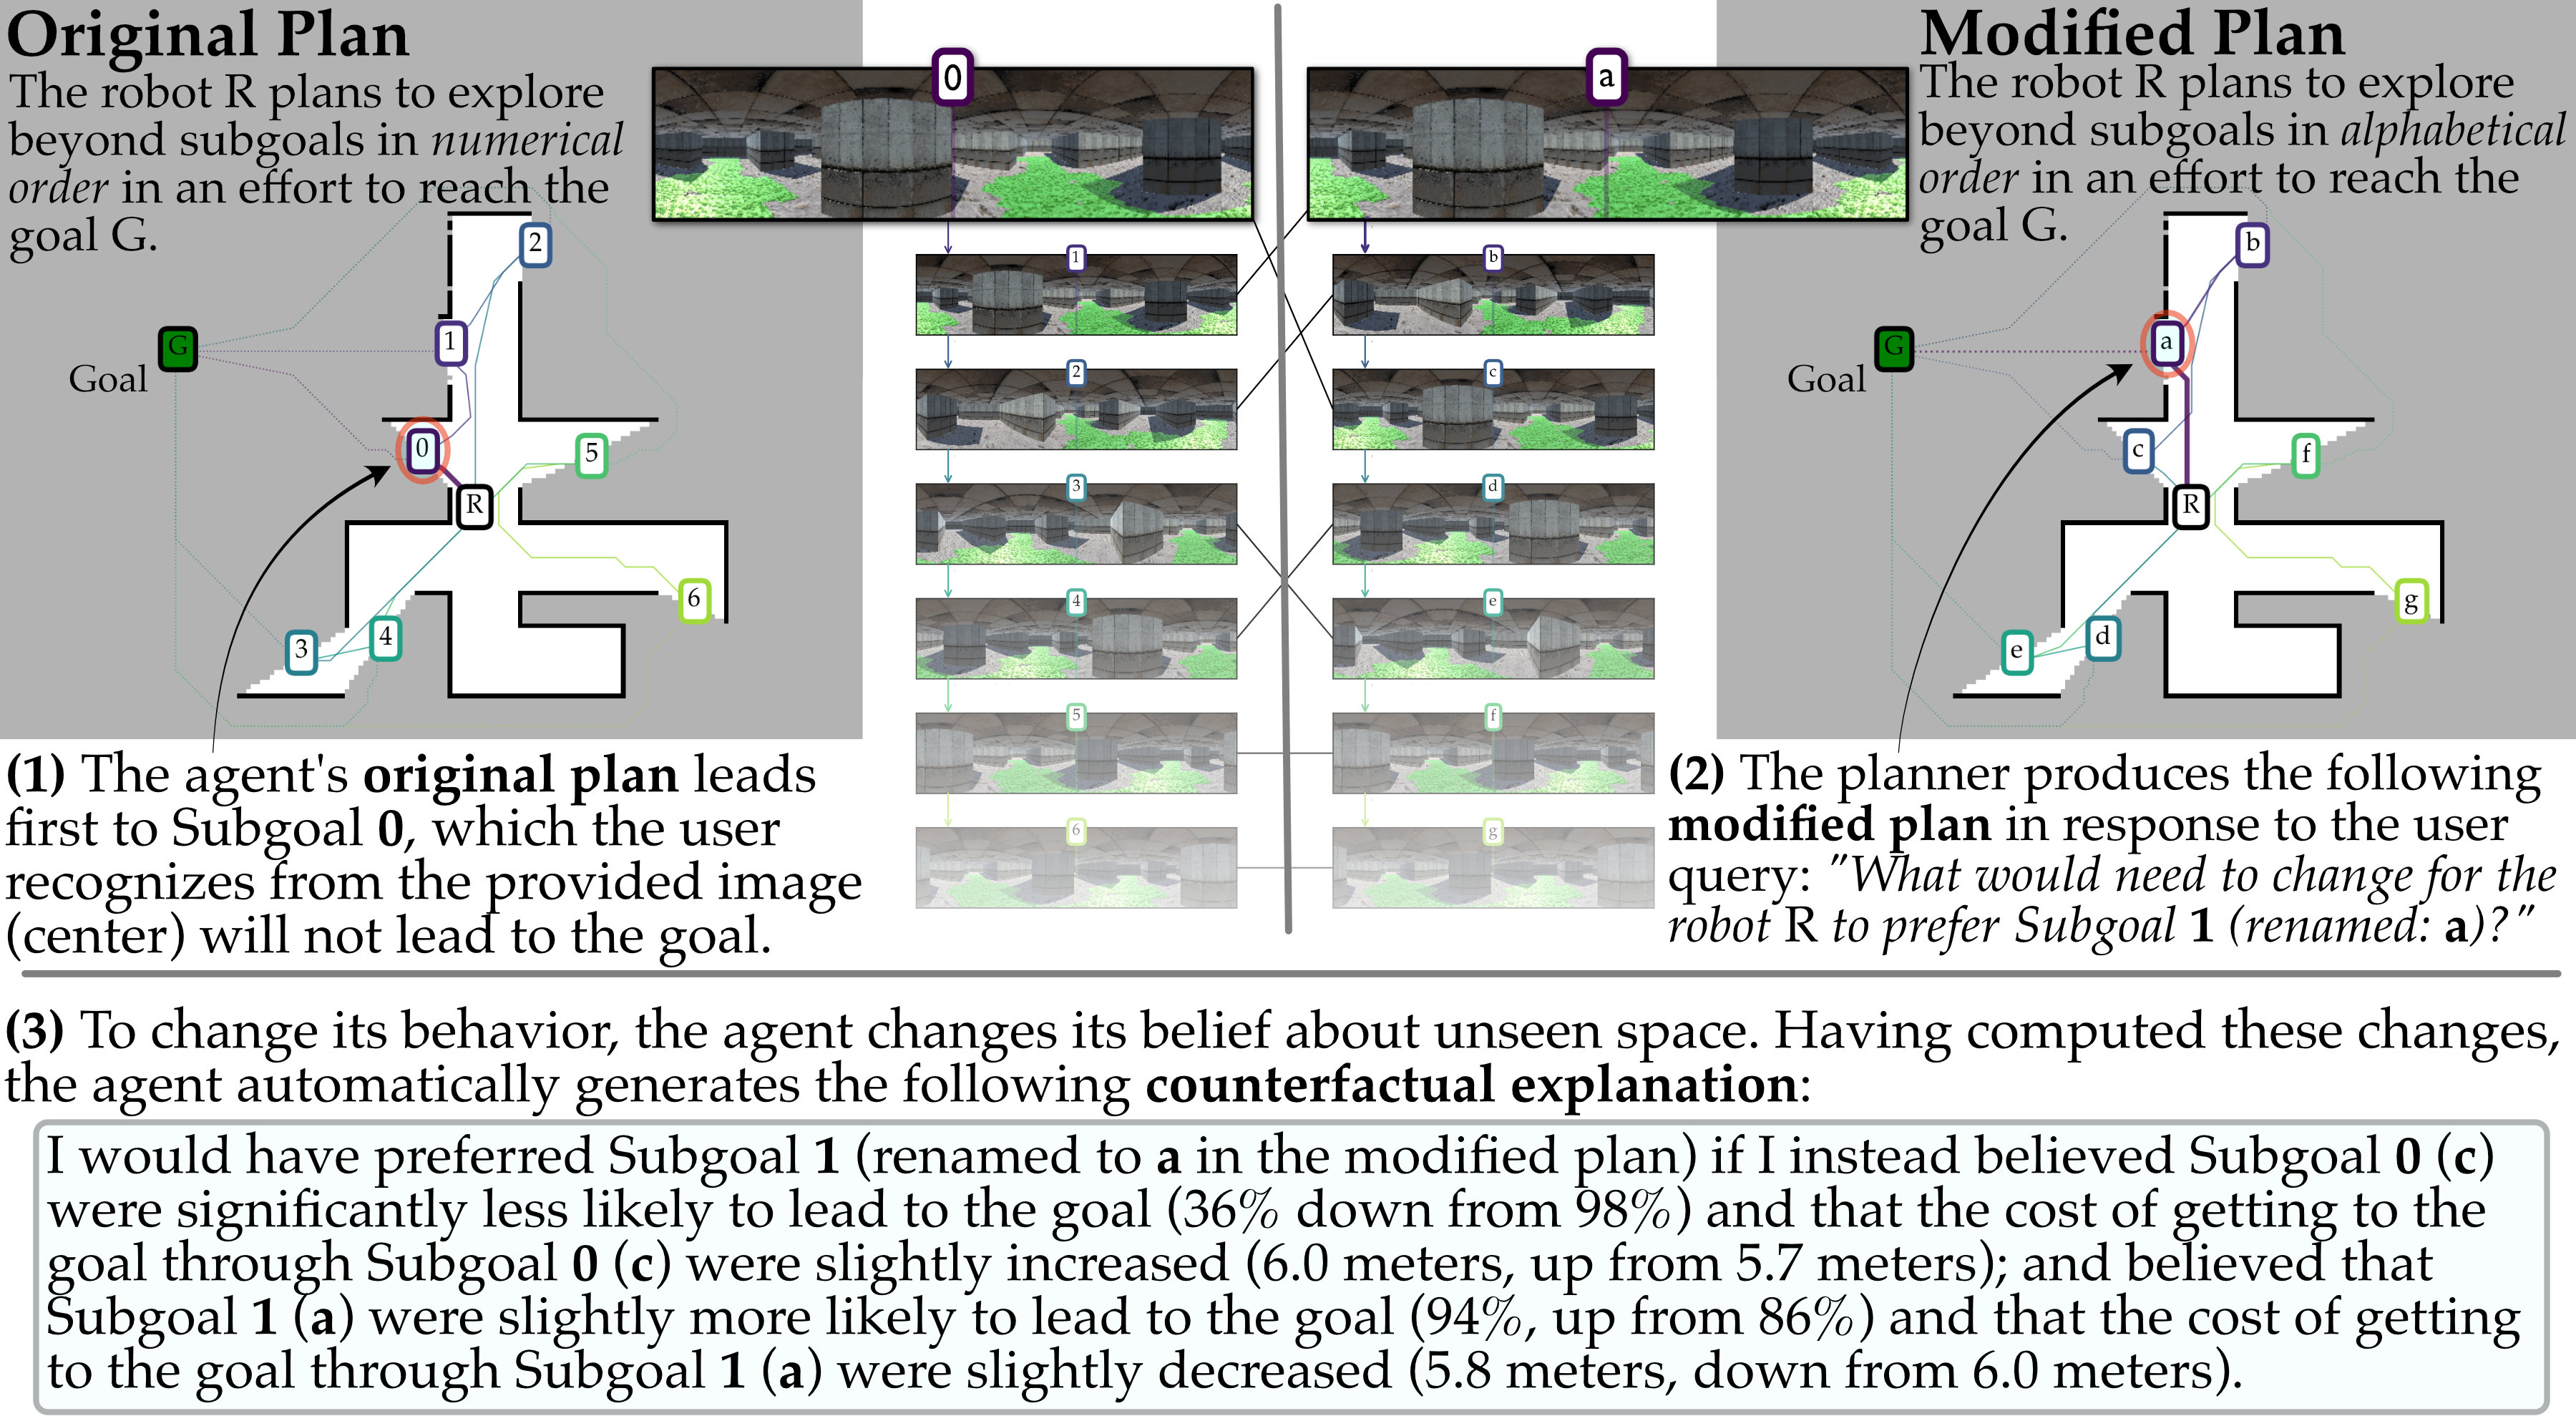 Original Plan
The robot R plans to explore
beyond subgoals in numerical
order in an effort to reach the
goal G.
2
1
G
Goal
0
5
R
6
3
4
0
1
2
3
4
5
6
a
b
c
d
e
f
g
Modified Plan
The robot R plans to explore
beyond subgoals in alphabetical
order in an effort to reach the
goal G.
b
a
G
Goal
c
f
R
g
e
d
(1) The agent's original plan leads
first to Subgoal 0, which the user
recognizes from the provided image
(center) will not lead to the goal.
(2) The planner produces the following
modified plan in response to the user
query: "What would need to change for the
robot R to prefer Subgoal 1 (renamed: a)?"
(3) To change its behavior, the agent changes its belief about unseen space. Having computed these changes,
the agent automatically generates the following counterfactual explanation:
I would have preferred Subgoal 1 (renamed to a in the modified plan) if I instead believed Subgoal 0 (c)
were significantly less likely to lead to the goal (36% down from 98%) and that the cost of getting to the
goal through Subgoal 0 (c) were slightly increased (6.0 meters, up from 5.7 meters); and believed that
Subgoal 1 (a) were slightly more likely to lead to the goal (94%, up from 86%) and that the cost of getting
to the goal through Subgoal 1 (a) were slightly decreased (5.8 meters, down from 6.0 meters).